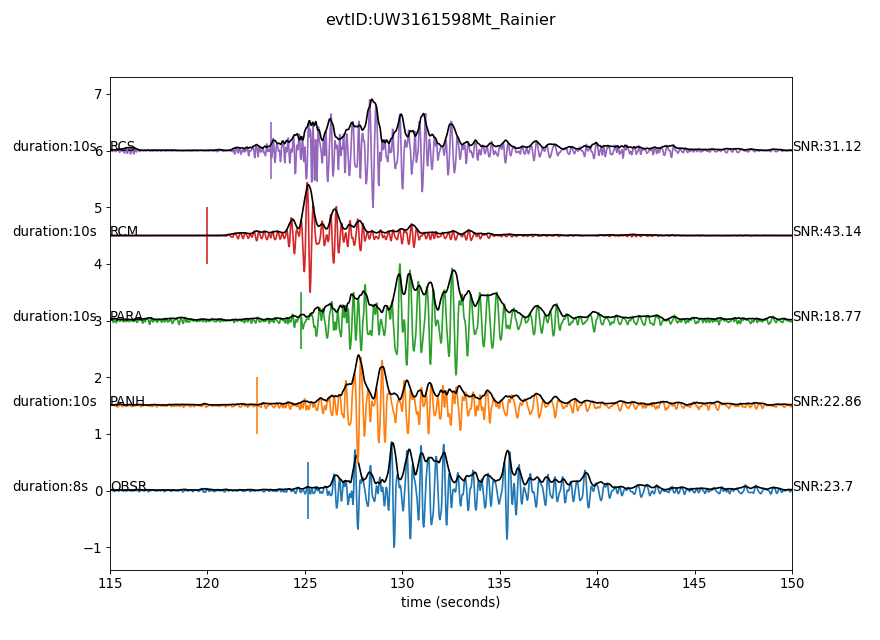 evtID:UW3161598Mt_Rainier
7
duration:10s RCS 6 SNR:31.12
5
duration:10s RCM SNR:43.14
4
duration:10s PARA 3 SNR:18.77
2
duration:10s PANH SNR:22.86
1
duration:8s OBSR 0 SNR:23.7
−1
115 120 125 130 135 140 145 150
time (seconds)